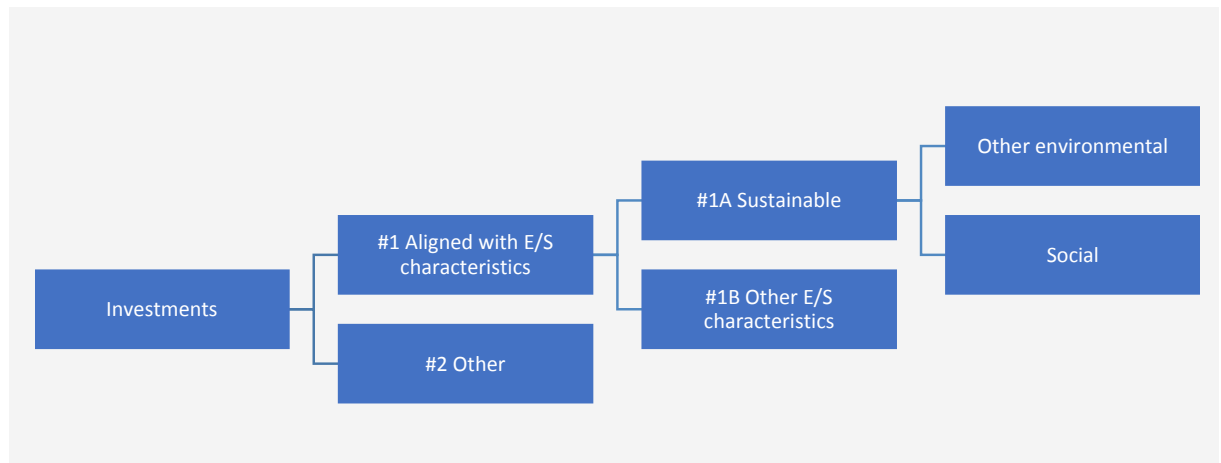 Investments
#1 Aligned with E/S
characteristics
#2 Other
#1A Sustainable
#1B Other E/S
characteristics
Other environmental
Social